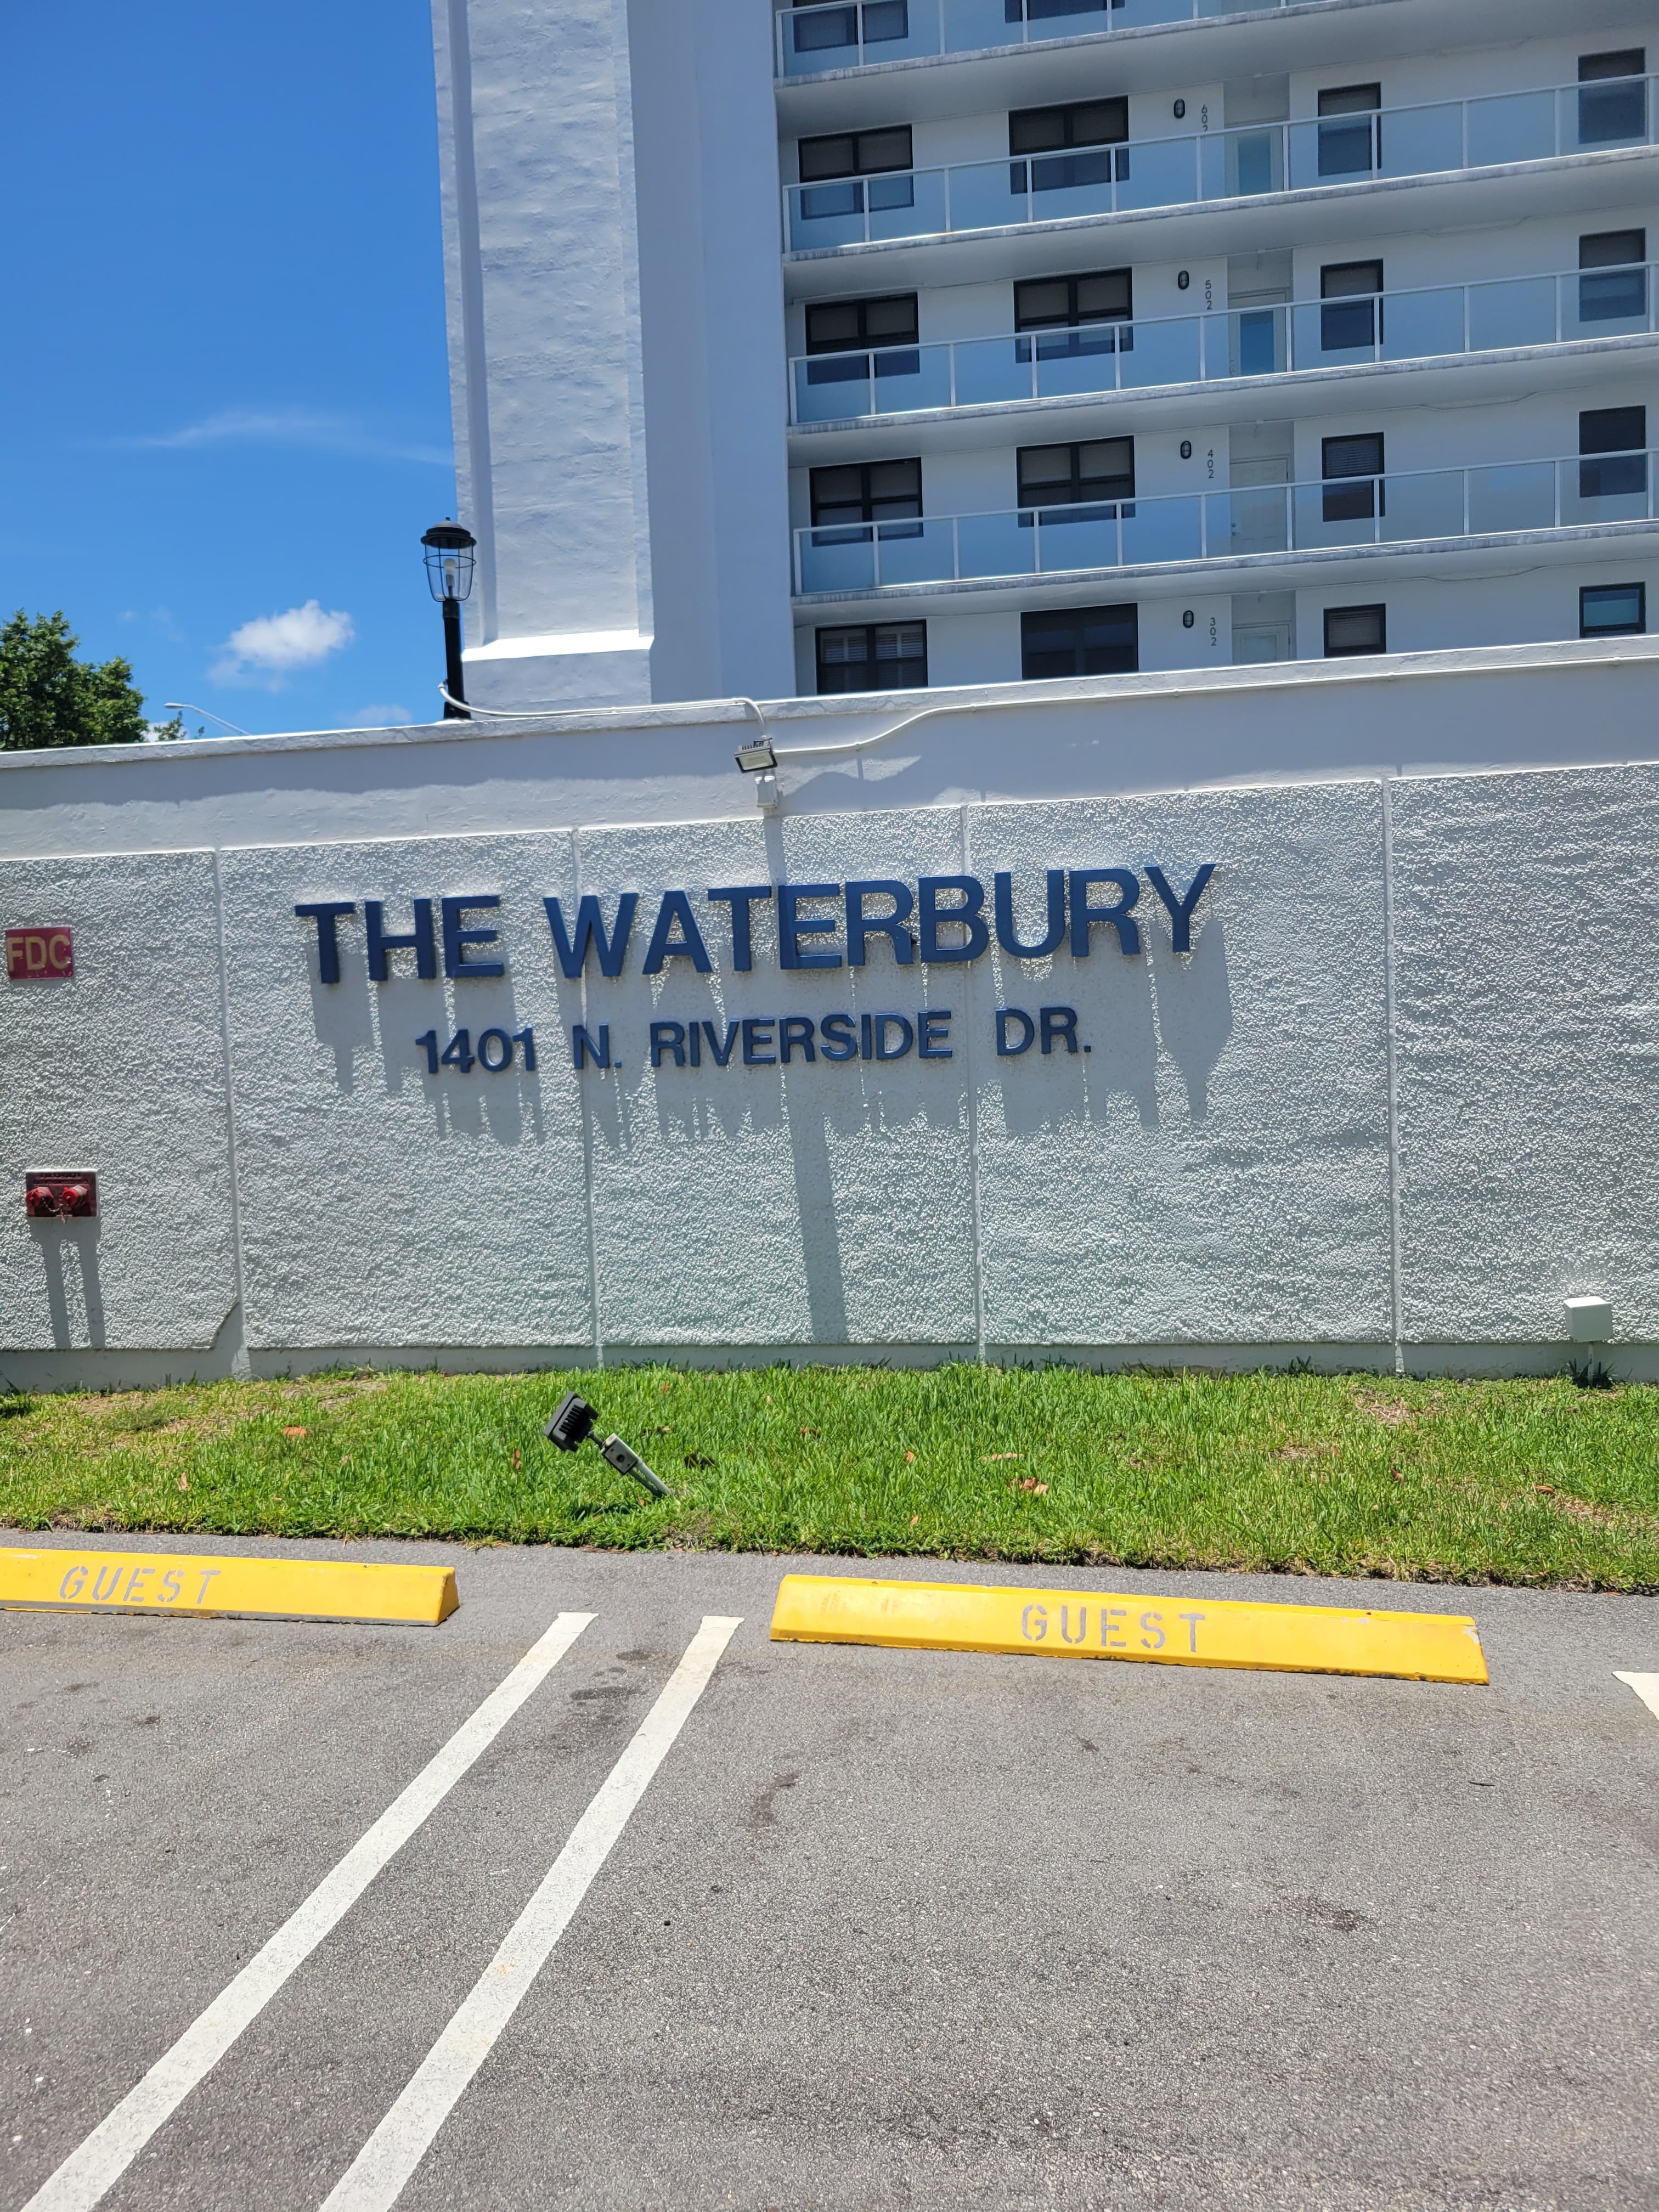 602
502
402
302
THE WATERBURY
FDC
1401 N. RIVERSIDE DR.
GUEST
GUEST